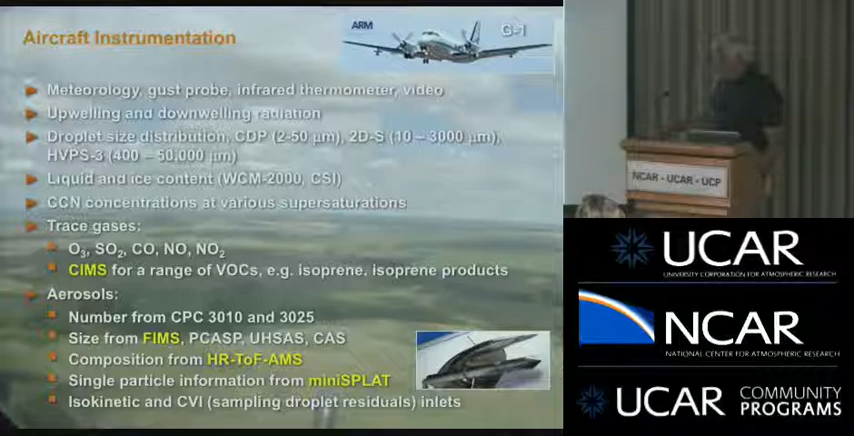 Aircraft Instrumentation
ARM
G-1
Meteorology, gust probe, infrared thermometer, video
Upwelling and downwelling radiation
Droplet size distribution, CDP (2-50 µm), 2D-S (10 – 3000 µm),
HVPS-3 (400 – 50,000 µm)
Liquid and ice content (WCM-2000, CSI)
CCN concentrations at various supersaturations
Trace gases:
O3, SO2, CO, NO, NO2
CIMS for a range of VOCs, e.g. isoprene, isoprene products
Aerosols:
Number from CPC 3010 and 3025
Size from FIMS, PCASP, UHSAS, CAS
Composition from HR-ToF-AMS
Single particle information from miniSPLAT
Isokinetic and CVI (sampling droplet residuals) inlets
NCAR - UCAR - UCP
UCAR
UNIVERSITY CORPORATION FOR ATMOSPHERIC RESEARCH
NCAR
NATIONAL CENTER FOR ATMOSPHERIC RESEARCH
UCAR COMMUNITY
PROGRAMS